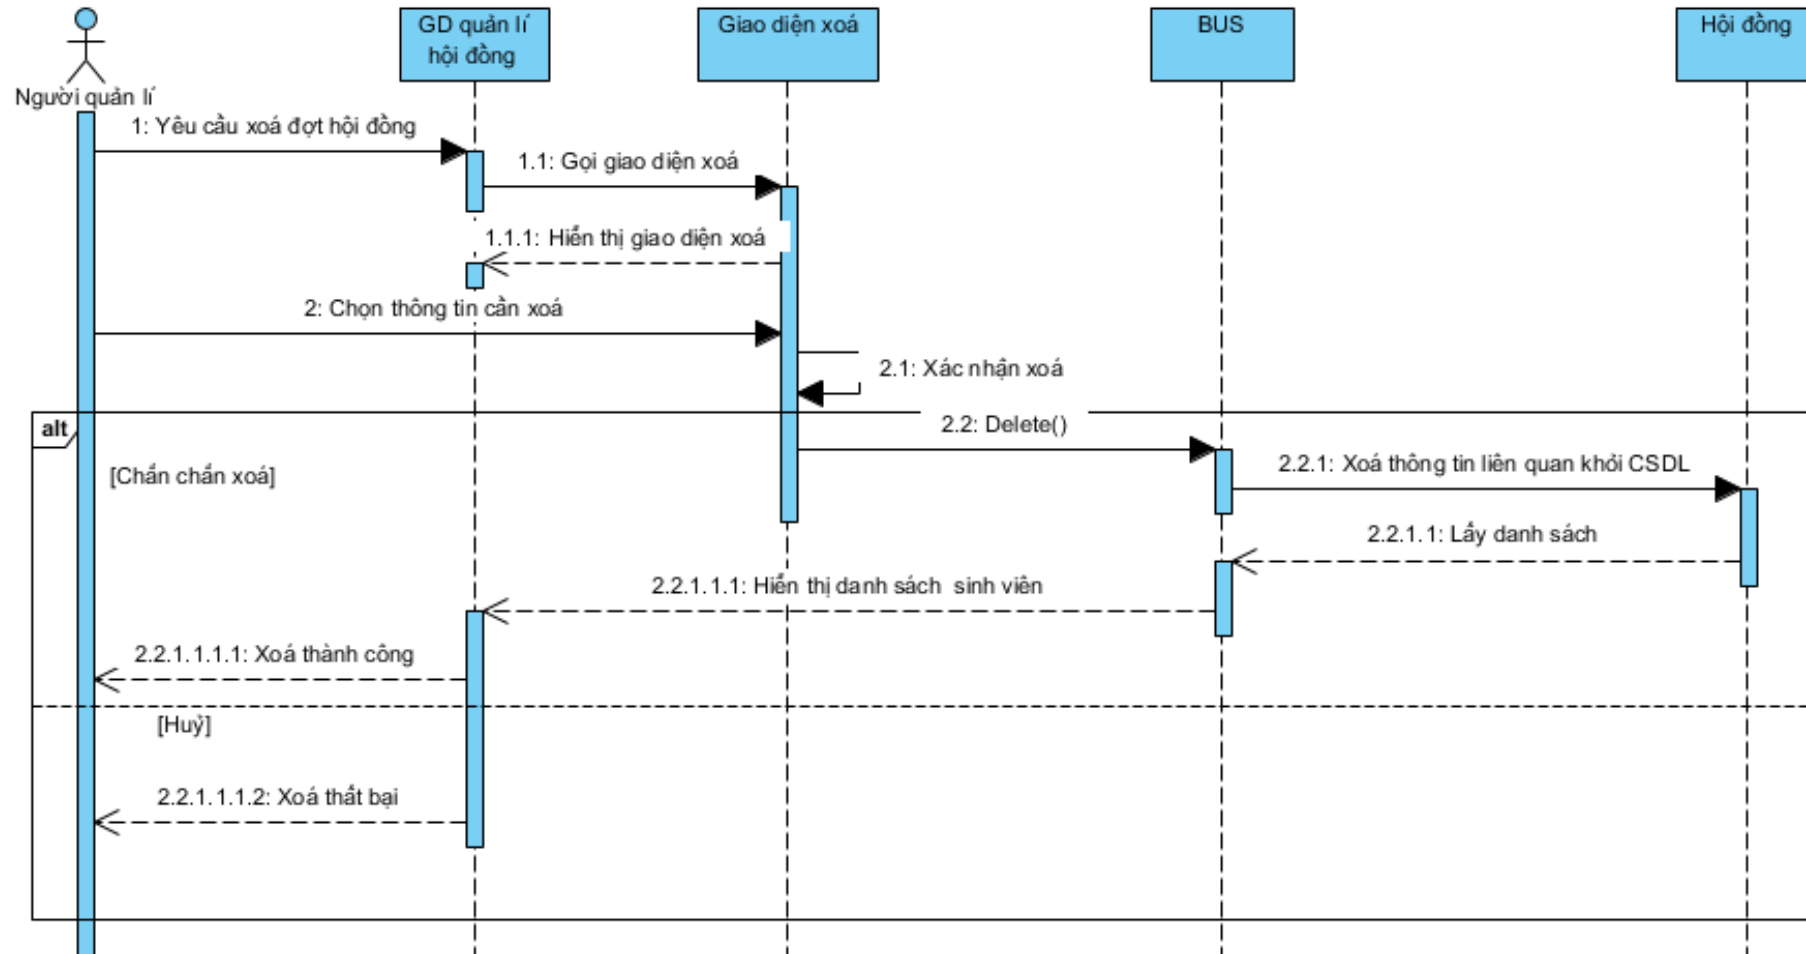 GD quản lí
hội đồng
Giao diện xoá
BUS
Hội đồng
Người quản lí
1: Yêu cầu xoá đợt hội đồng
1.1: Gọi giao diện xoá
1.1.1: Hiển thị giao diện xoá
2: Chọn thông tin cần xoá
2.1: Xác nhận xoá
alt
2.2: Delete()
[Chắn chắn xoá]
2.2.1: Xoá thông tin liên quan khỏi CSDL
2.2.1.1: Lấy danh sách
2.2.1.1.1: Hiển thị danh sách sinh viên
2.2.1.1.1.1: Xoá thành công
[Huỷ]
2.2.1.1.1.2: Xoá thất bại